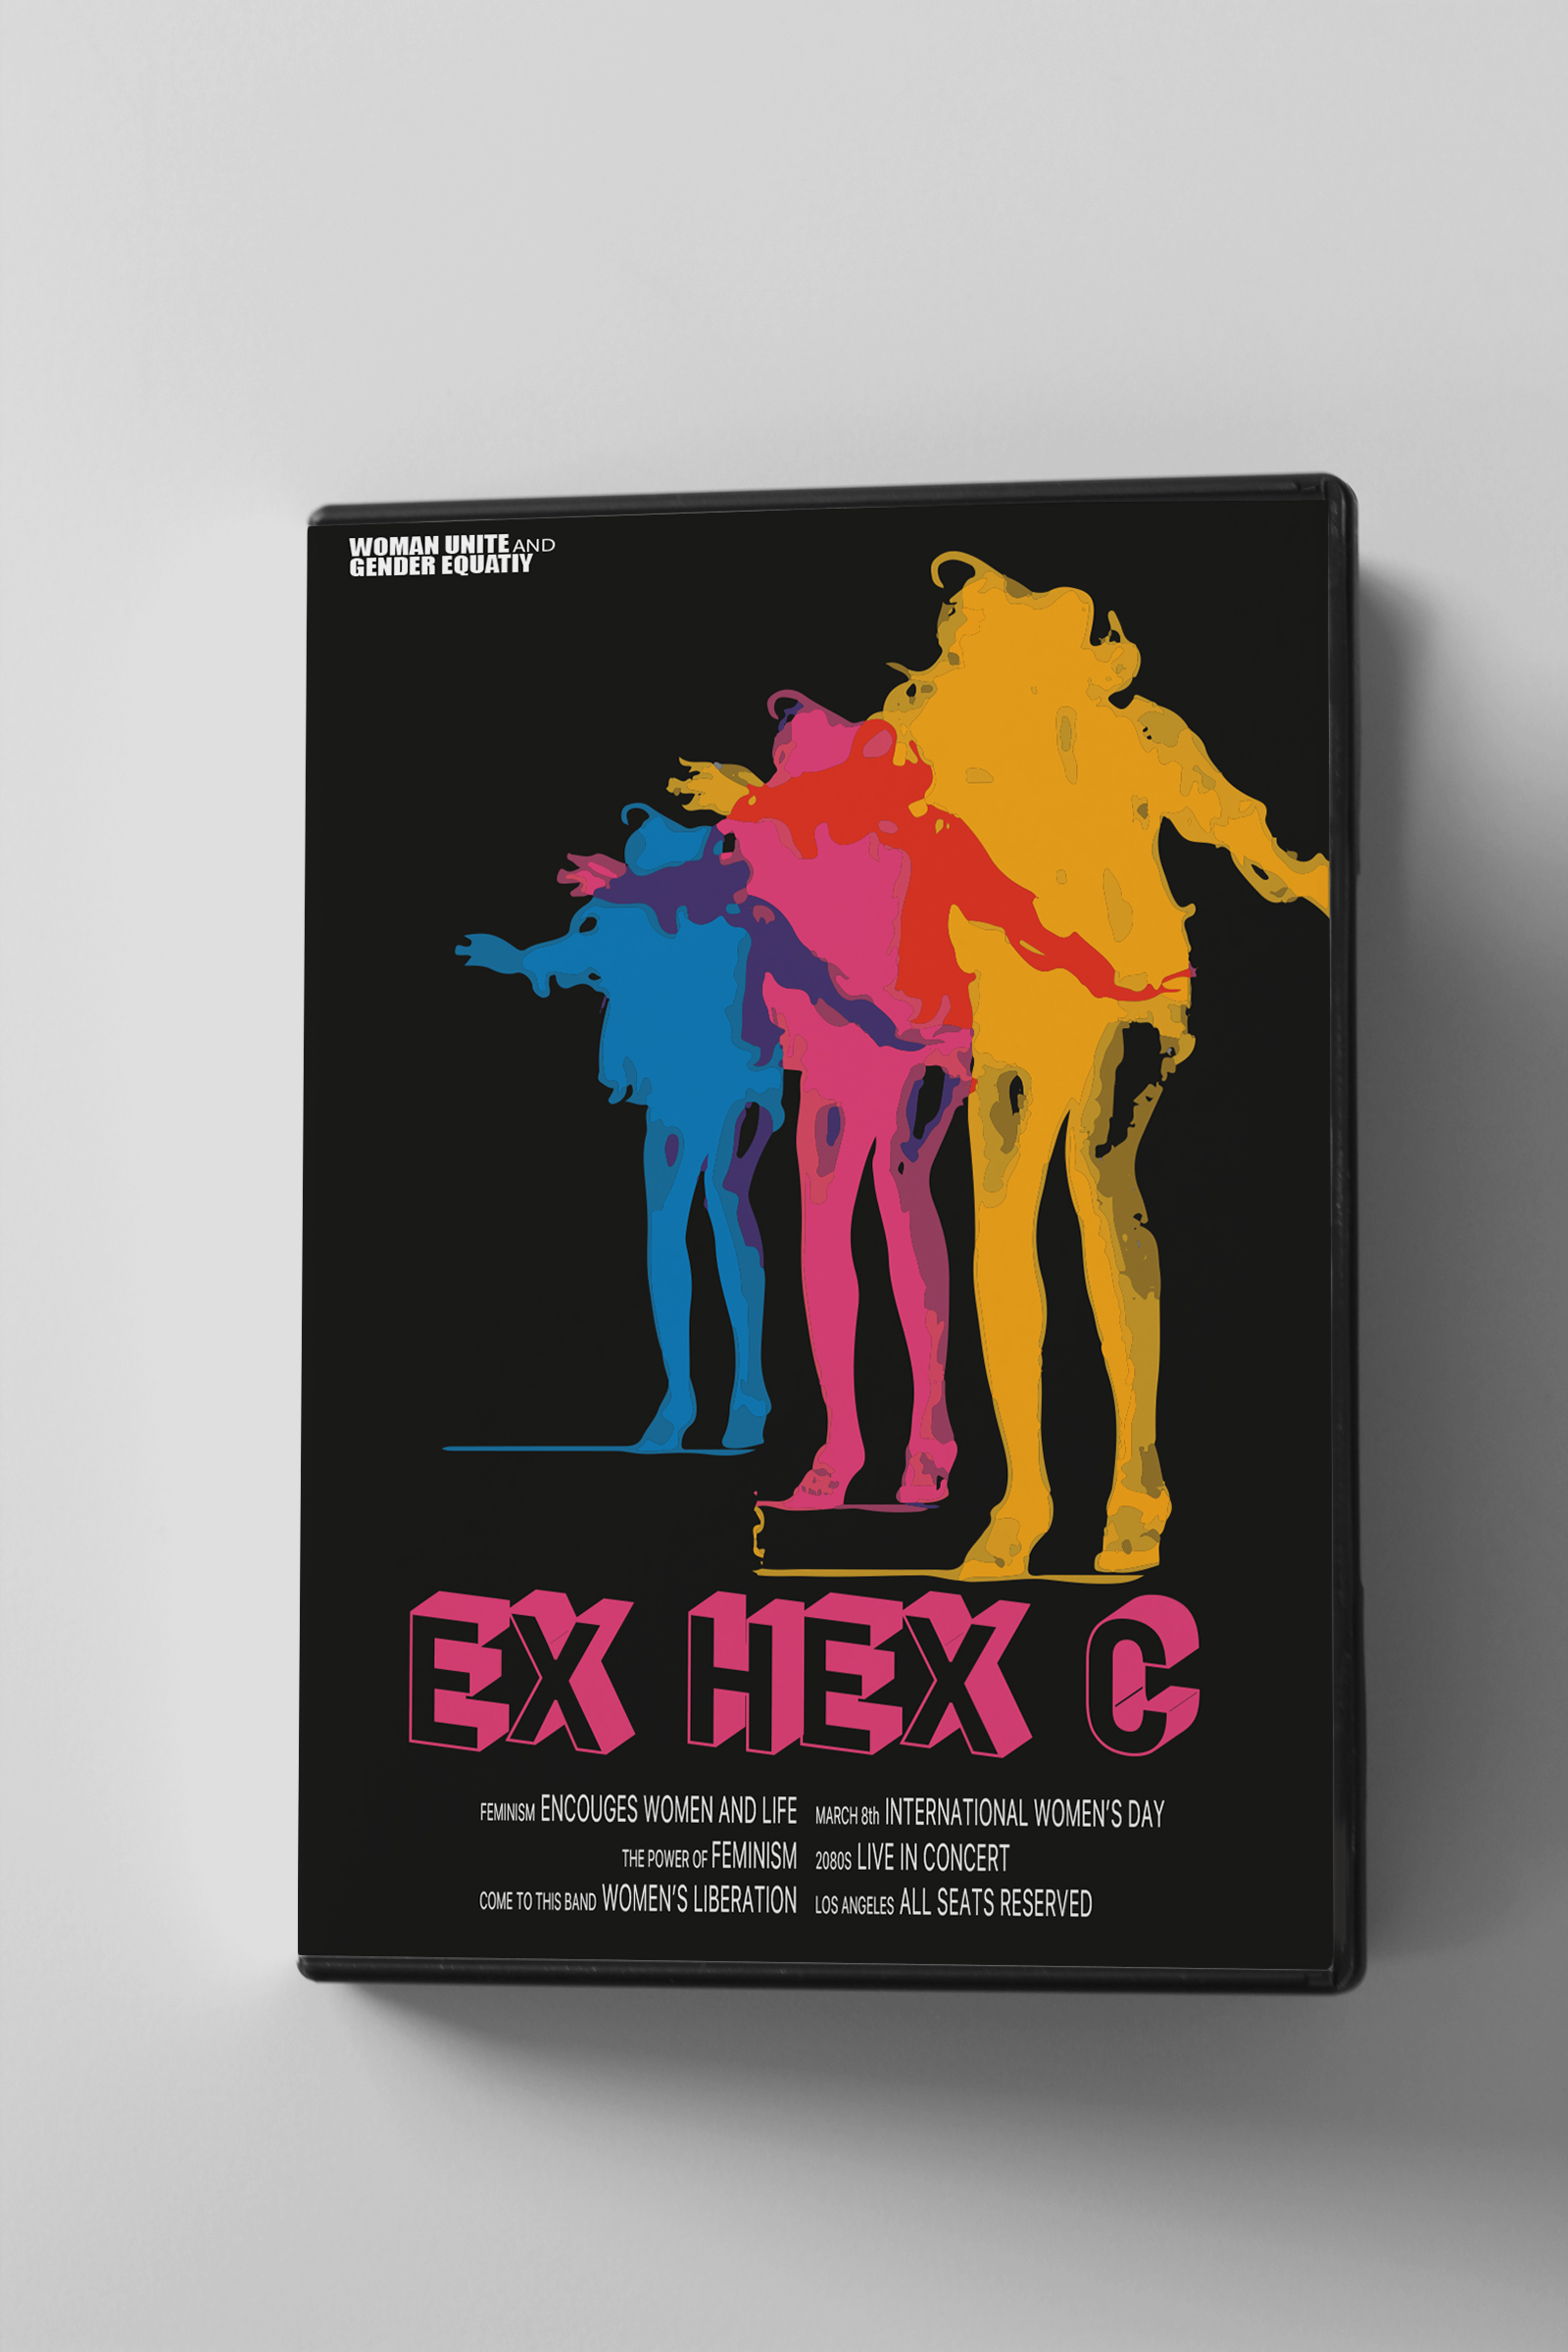 WOMAN UNITE AND
GENDER EQUATIY
EX HEX C
FEMINISM ENCOUGES WOMEN AND LIFE
THE POWER OF FEMINISM
COME TO THIS BAND WOMEN'S LIBERATION
MARCH 8th INTERNATIONAL WOMEN'S DAY
2080S LIVE IN CONCERT
LOS ANGELES ALL SEATS RESERVED